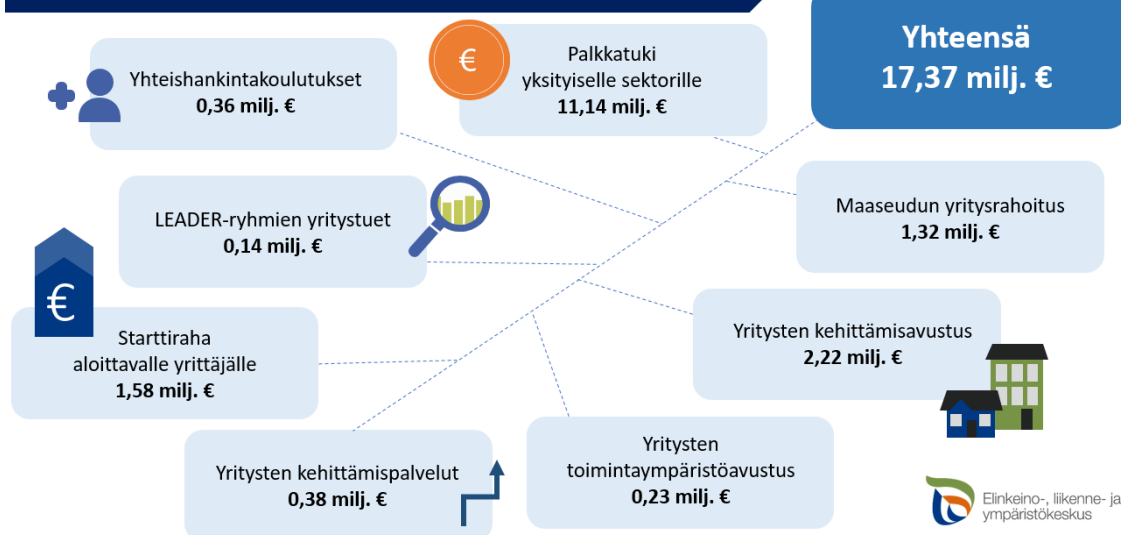 Yhteensä
17,37 milj. €
Palkkatuki
yksityiselle sektorille
11,14 milj. €
€
Yhteishankintakoulutukset
0,36 milj. €
Maaseudun yritysrahoitus
1,32 milj. €
LEADER-ryhmien yritystuet
0,14 milj. €
€
Starttiraha
aloittavalle yrittäjälle
1,58 milj. €
Yritysten kehittämisavustus
2,22 milj. €
Yritysten kehittämispalvelut
0,38 milj. €
Yritysten
toimintaympäristöavustus
0,23 milj. €
Elinkeino-, liikenne- ja
ympäristökeskus